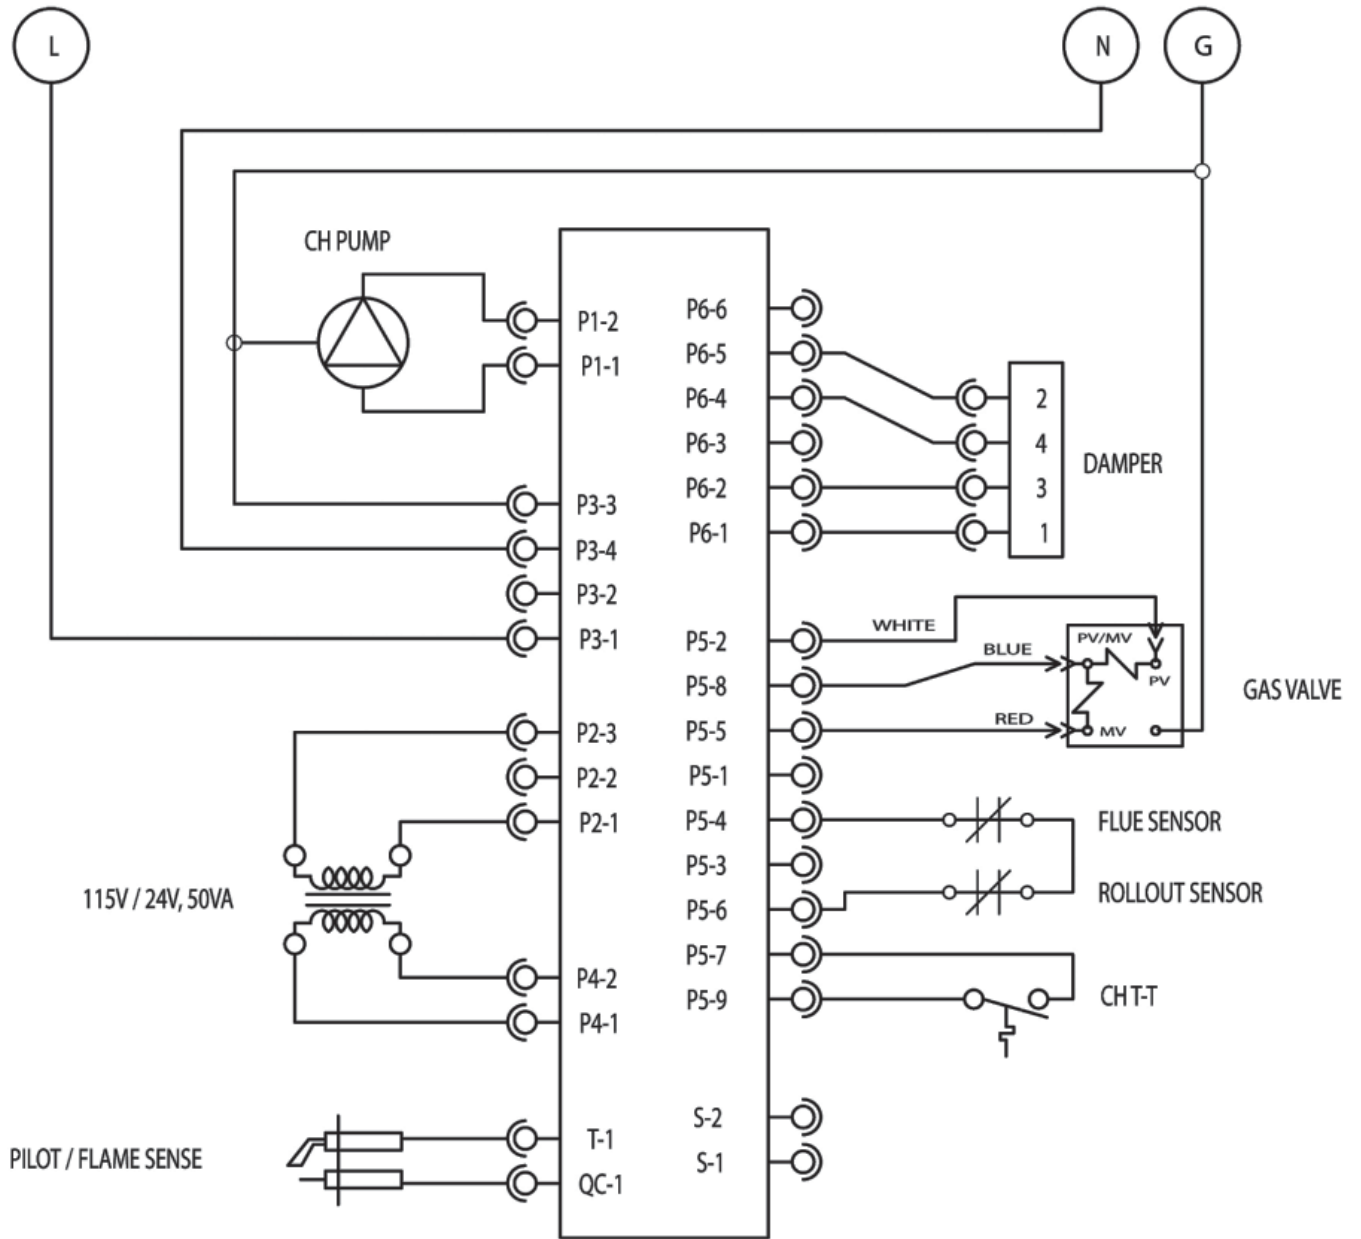 L
N
G
CH PUMP
P1-2
P1-1
P3-3
P3-4
P3-2
P3-1
P2-3
P2-2
P2-1
115V / 24V, 50VA
P4-2
P4-1
PILOT / FLAME SENSE
T-1
QC-1
P6-6
P6-5
P6-4
P6-3
P6-2
P6-1
2
4
3
1
DAMPER
P5-2
WHITE
P5-8
BLUE
P5-5
RED
PV/MV
PV
MV
GAS VALVE
P5-1
P5-4
FLUE SENSOR
P5-3
P5-6
ROLLOUT SENSOR
P5-7
P5-9
CH T-T
S-2
S-1